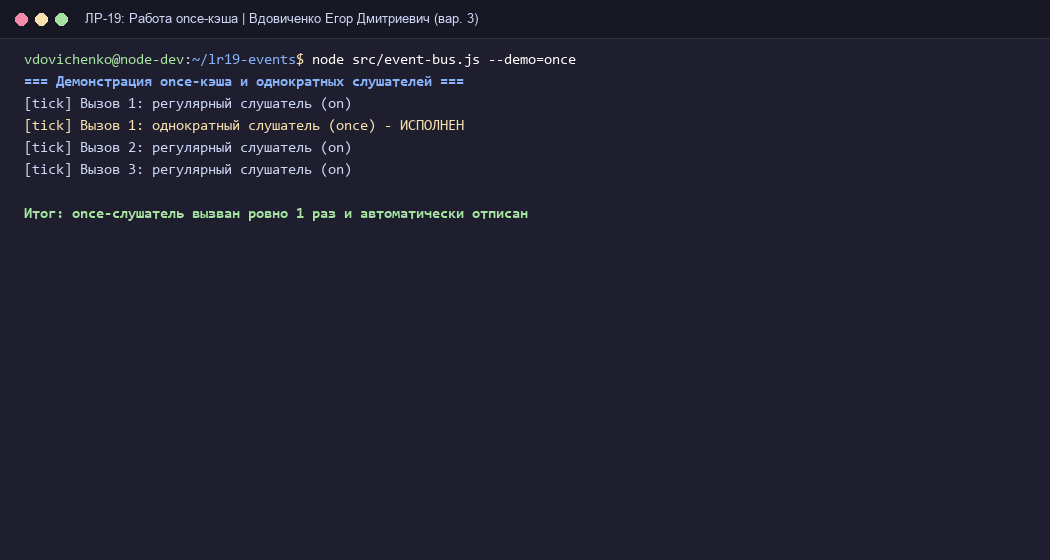 ЛР-19: Работа once-кэша | Вдовиченко Егор Дмитриевич (вар. 3)
vdovichenko@node-dev:~/lr19-events$ node src/event-bus.js --demo=once
=== Демонстрация once-кэша и однократных слушателей ===
[tick] Вызов 1: регулярный слушатель (on)
[tick] Вызов 1: однократный слушатель (once) - ИСПОЛНЕН
[tick] Вызов 2: регулярный слушатель (on)
[tick] Вызов 3: регулярный слушатель (on)
Итог: once-слушатель вызван ровно 1 раз и автоматически отписан